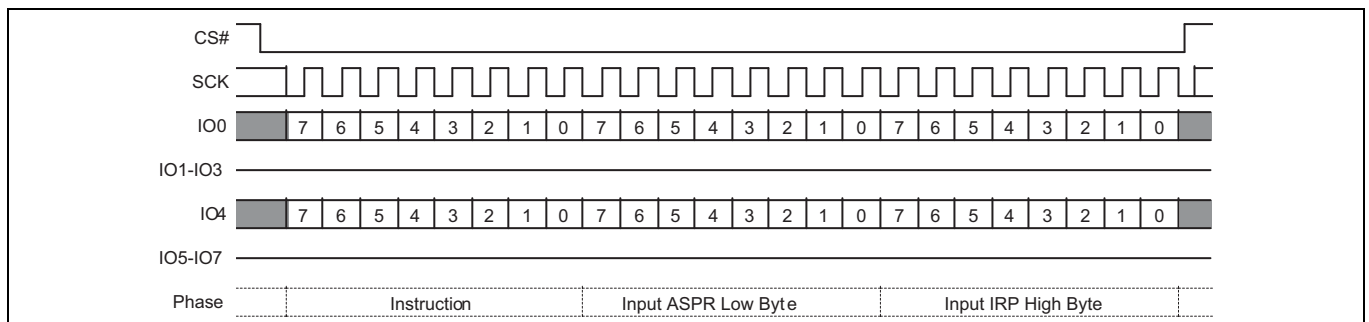 CS#
SCK
IO0 7 6 5 4 3 2 1 0 7 6 5 4 3 2 1 0 7 6 5 4 3 2 1 0
IO1-IO3
IO4 7 6 5 4 3 2 1 0 7 6 5 4 3 2 1 0 7 6 5 4 3 2 1 0
IO5-IO7
Phase Instruction Input ASPR Low Byte Input IRP High Byte